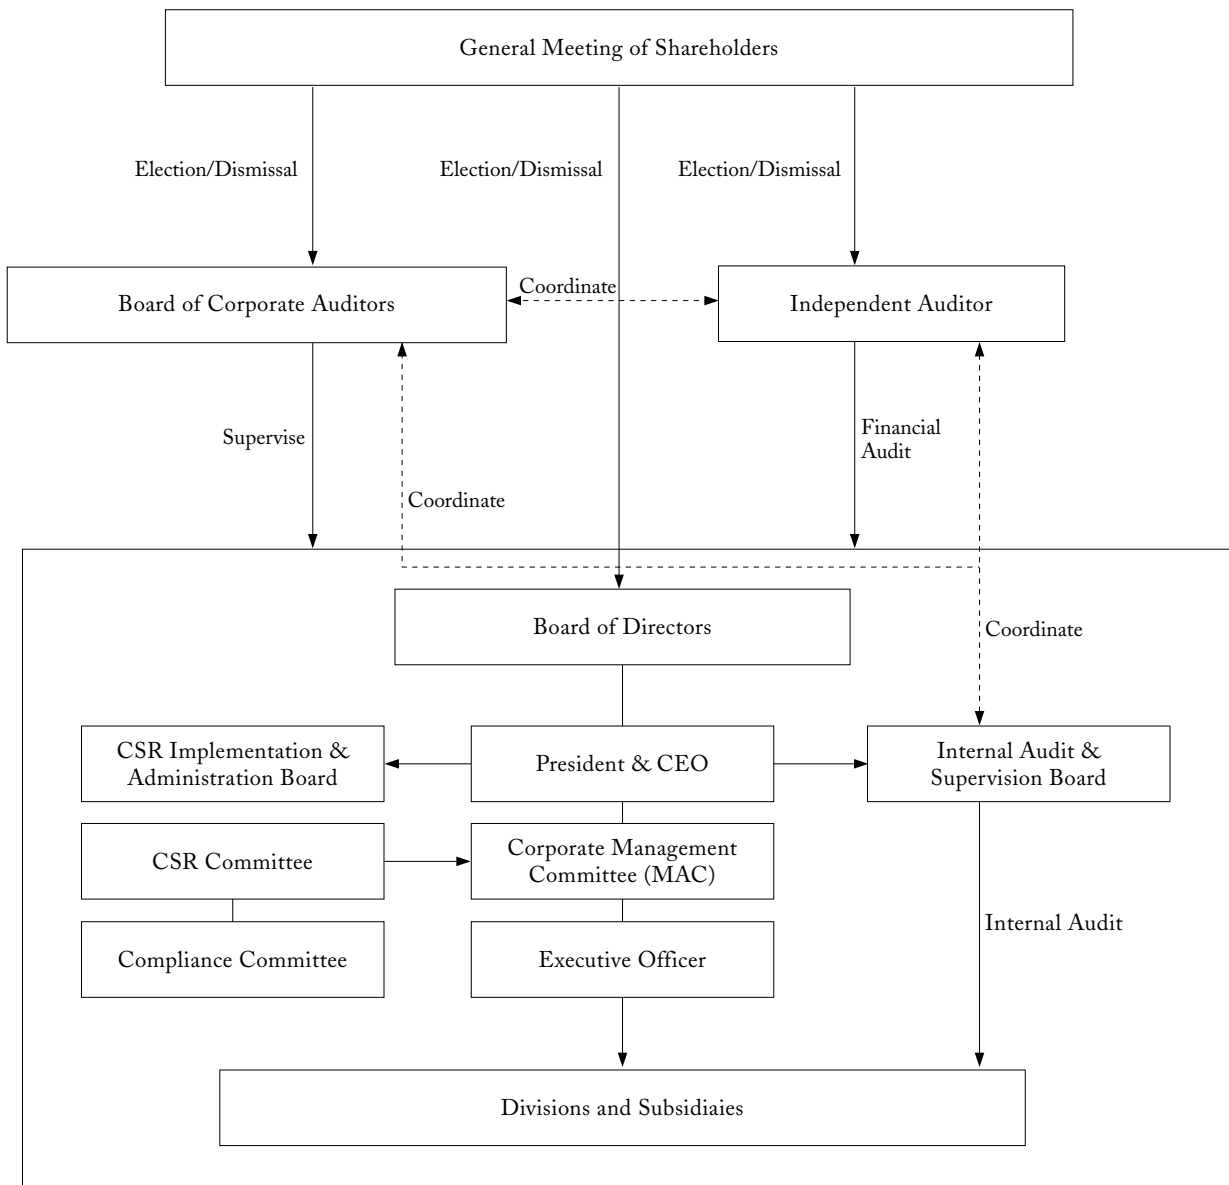 General Meeting of Shareholders
Election/Dismissal
Election/Dismissal
Election/Dismissal
Board of Corporate Auditors
Coordinate
Independent Auditor
Supervise
Financial
Audit
Coordinate
Board of Directors
Coordinate
CSR Implementation &
Administration Board
President & CEO
Internal Audit &
Supervision Board
CSR Committee
Corporate Management
Committee (MAC)
Internal Audit
Compliance Committee
Executive Officer
Divisions and Subsidiaies